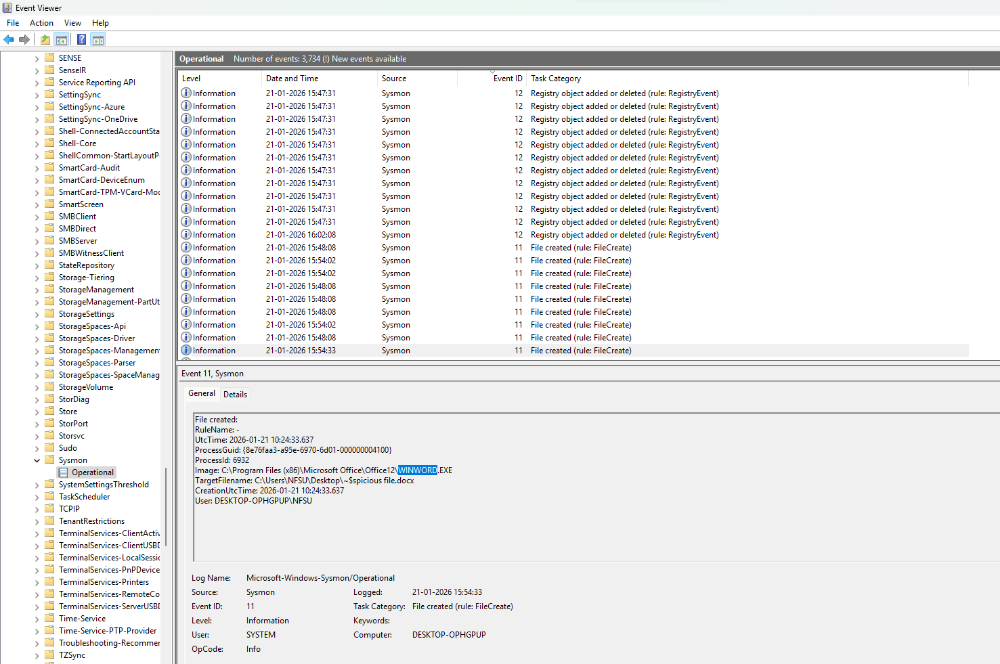 Event Viewer
File Action View Help
SENSE
SenseIR
Service Reporting API
SettingSync
SettingSync-Azure
SettingSync-OneDrive
Shell-ConnectedAccountSta
Shell-Core
ShellCommon-StartLayoutP
SmartCard-Audit
SmartCard-DeviceEnum
SmartCard-TPM-VCard-Moc
SmartScreen
SMBClient
SMBDirect
SMBServer
SMBWitnessClient
StateRepository
Storage-Tiering
StorageManagement
StorageManagement-PartUt
StorageSettings
StorageSpaces-Api
StorageSpaces-Driver
StorageSpaces-Management
StorageSpaces-Parser
StorageSpaces-SpaceManag
StorageVolume
StorDiag
Store
StorPort
Storsvc
Sudo
Sysmon
Operational
SystemSettingsThreshold
TaskScheduler
TCPIP
TenantRestrictions
TerminalServices-ClientActiv
TerminalServices-ClientUSBD
TerminalServices-LocalSessic
TerminalServices-PnPDevice
TerminalServices-Printers
TerminalServices-RemoteCo
TerminalServices-ServerUSBD
Time-Service
Time-Service-PTP-Provider
Troubleshooting-Recommer
TZSync
Operational Number of events: 3,734 (!) New events available
Level Date and Time Source Event ID Task Category
Information 21-01-2026 15:47:31 Sysmon 12 Registry object added or deleted (rule: RegistryEvent)
Information 21-01-2026 15:47:31 Sysmon 12 Registry object added or deleted (rule: RegistryEvent)
Information 21-01-2026 15:47:31 Sysmon 12 Registry object added or deleted (rule: RegistryEvent)
Information 21-01-2026 15:47:31 Sysmon 12 Registry object added or deleted (rule: RegistryEvent)
Information 21-01-2026 15:47:31 Sysmon 12 Registry object added or deleted (rule: RegistryEvent)
Information 21-01-2026 15:47:31 Sysmon 12 Registry object added or deleted (rule: RegistryEvent)
Information 21-01-2026 15:47:31 Sysmon 12 Registry object added or deleted (rule: RegistryEvent)
Information 21-01-2026 15:47:31 Sysmon 12 Registry object added or deleted (rule: RegistryEvent)
Information 21-01-2026 15:47:31 Sysmon 12 Registry object added or deleted (rule: RegistryEvent)
Information 21-01-2026 15:47:31 Sysmon 12 Registry object added or deleted (rule: RegistryEvent)
Information 21-01-2026 15:47:31 Sysmon 12 Registry object added or deleted (rule: RegistryEvent)
Information 21-01-2026 16:02:08 Sysmon 12 Registry object added or deleted (rule: RegistryEvent)
Information 21-01-2026 15:48:08 Sysmon 11 File created (rule: FileCreate)
Information 21-01-2026 15:54:02 Sysmon 11 File created (rule: FileCreate)
Information 21-01-2026 15:54:02 Sysmon 11 File created (rule: FileCreate)
Information 21-01-2026 15:48:08 Sysmon 11 File created (rule: FileCreate)
Information 21-01-2026 15:48:08 Sysmon 11 File created (rule: FileCreate)
Information 21-01-2026 15:48:08 Sysmon 11 File created (rule: FileCreate)
Information 21-01-2026 15:54:02 Sysmon 11 File created (rule: FileCreate)
Information 21-01-2026 15:48:08 Sysmon 11 File created (rule: FileCreate)
Information 21-01-2026 15:54:33 Sysmon 11 File created (rule: FileCreate)
Event 11, Sysmon
General Details
File created:
RuleName: -
UtcTime: 2026-01-21 10:24:33.637
ProcessGuid: {8e76faa3-a95e-6970-6d01-000000004100}
ProcessId: 6932
Image: C:\Program Files (x86)\Microsoft Office\Office12\WINWORD.EXE
TargetFilename: C:\Users\NFSU\Desktop\~$spicious file.docx
CreationUtcTime: 2026-01-21 10:24:33.637
User: DESKTOP-OPHGPUP\NFSU
Log Name: Microsoft-Windows-Sysmon/Operational
Source: Sysmon Logged: 21-01-2026 15:54:33
Event ID: 11 Task Category: File created (rule: FileCreate)
Level: Information Keywords:
User: SYSTEM Computer: DESKTOP-OPHGPUP
OpCode: Info